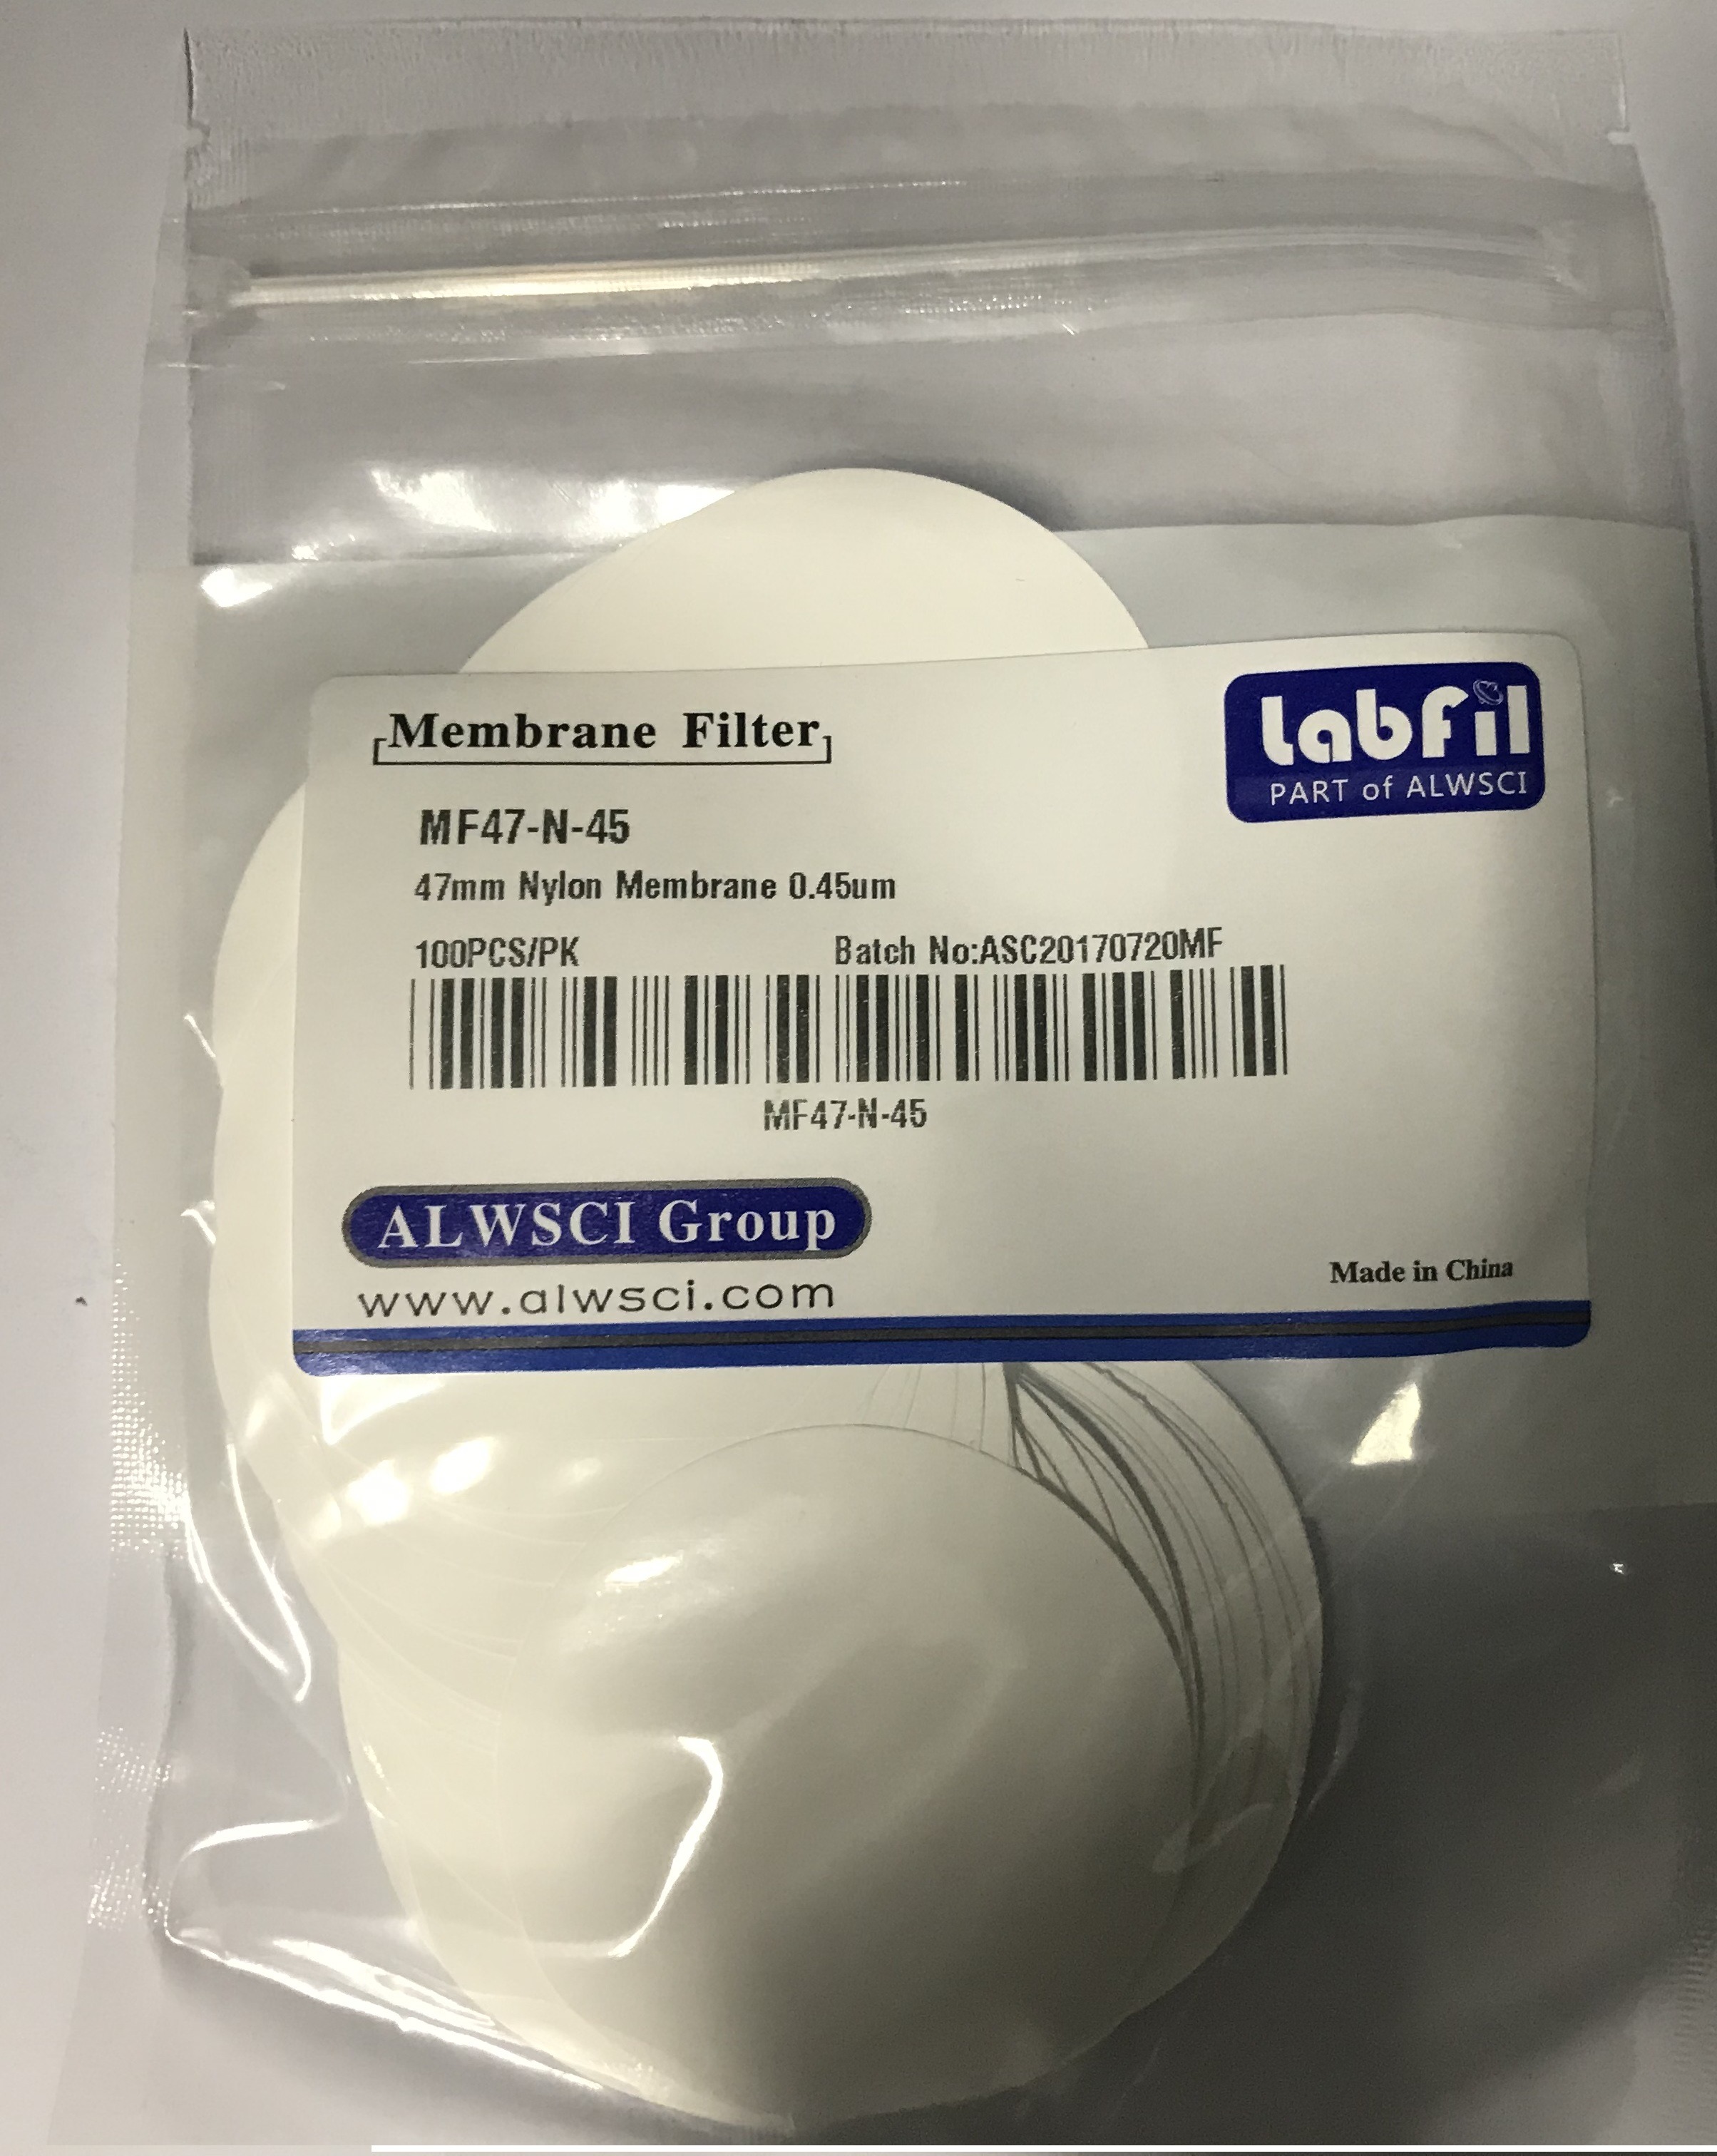 Membrane Filter
Labfil
PART of ALWSCI
MF47-N-45
47mm Nylon Membrane 0.45um
100PCS/PK Batch No:ASC20170720MF
MF47-N-45
ALWSCI Group
www.alwsci.com
Made in China